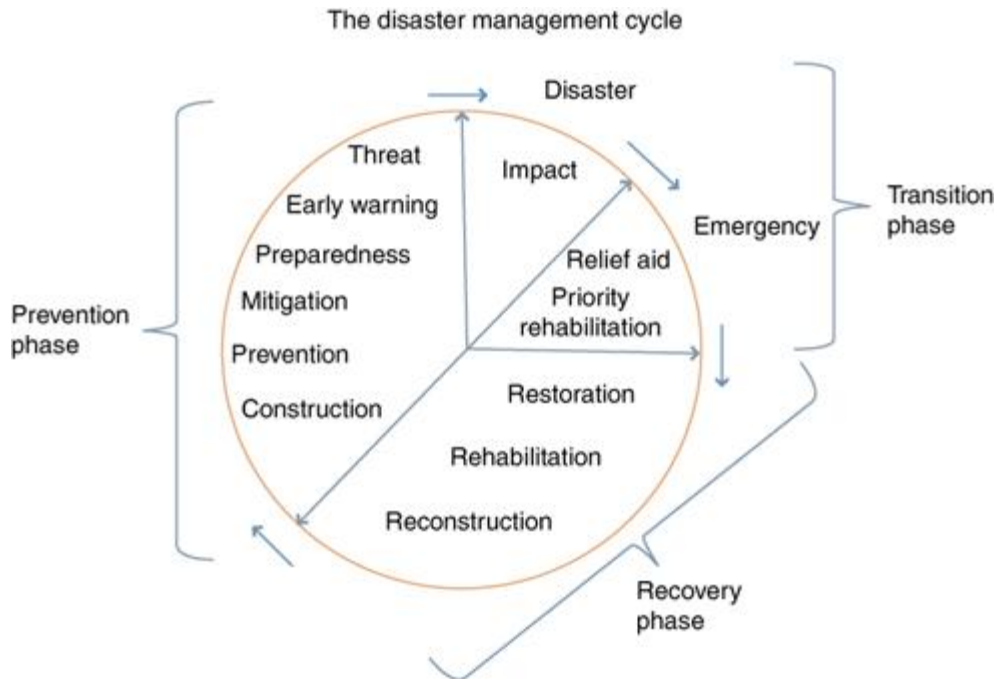 The disaster management cycle
Disaster
Threat
Impact
Early warning
Transition
phase
Emergency
Preparedness
Relief aid
Mitigation
Priority
rehabilitation
Prevention
phase
Prevention
Restoration
Construction
Rehabilitation
Reconstruction
Recovery
phase